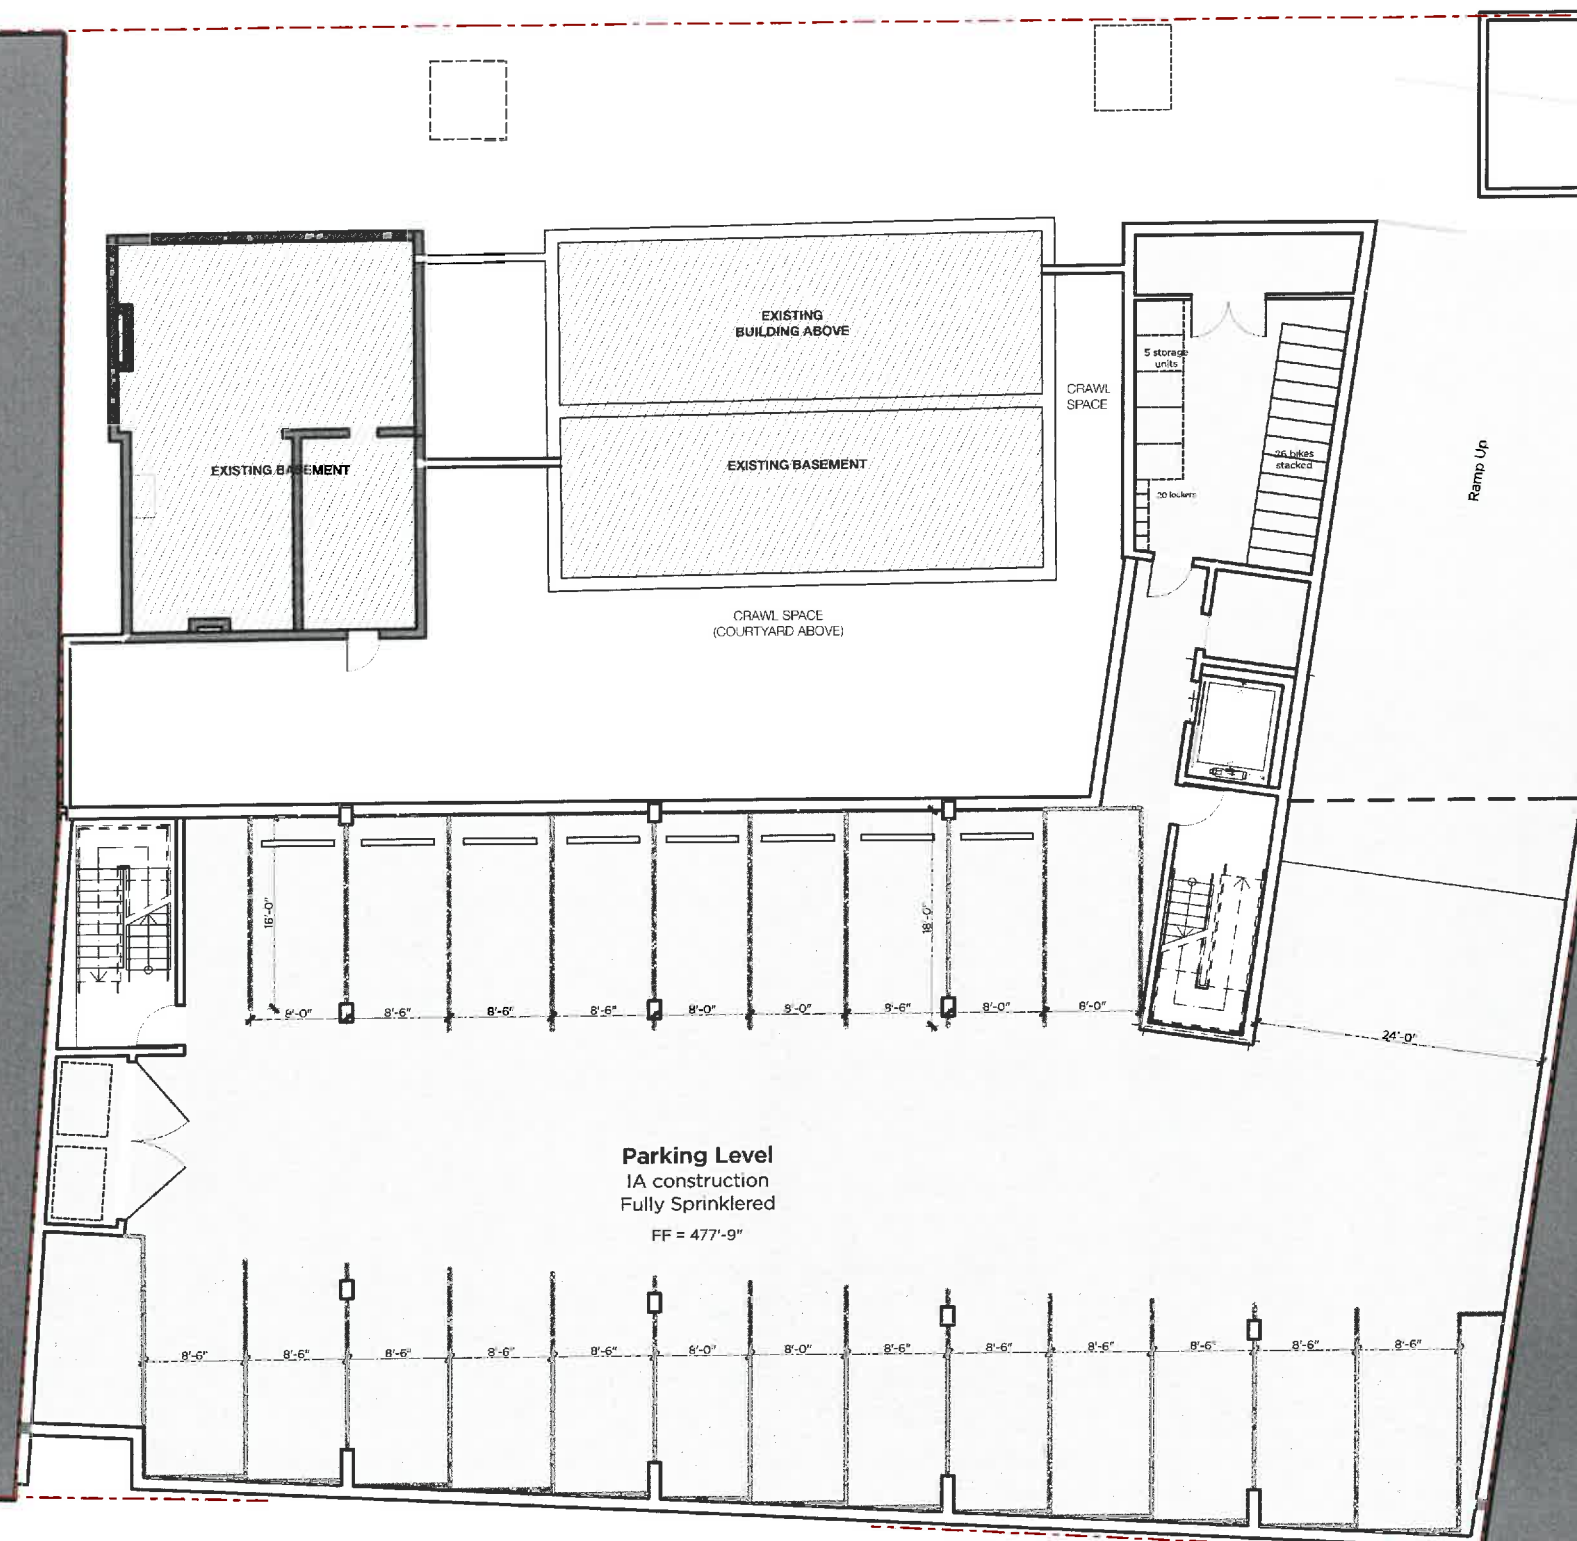 EXISTING
BUILDING ABOVE
5 storage
units
CRAWL
SPACE
EXISTING BASEMENT
EXISTING BASEMENT
26 bikes
stacked
Ramp Up
20 lockers
CRAWL SPACE
(COURTYARD ABOVE)
16'-0"
18'-0"
8'-6"
8'-6"
8'-6"
8'-0"
8'-6"
8'-0"
8'-0"
24'-0"
Parking Level
IA construction
Fully Sprinklered
FF = 477'-9"
8'-6"
8'-6"
8'-6"
8'-6"
8'-6"
8'-0"
8'-0"
8'-6"
8'-6"
8'-6"
8'-6"
8'-6"
8'-6"